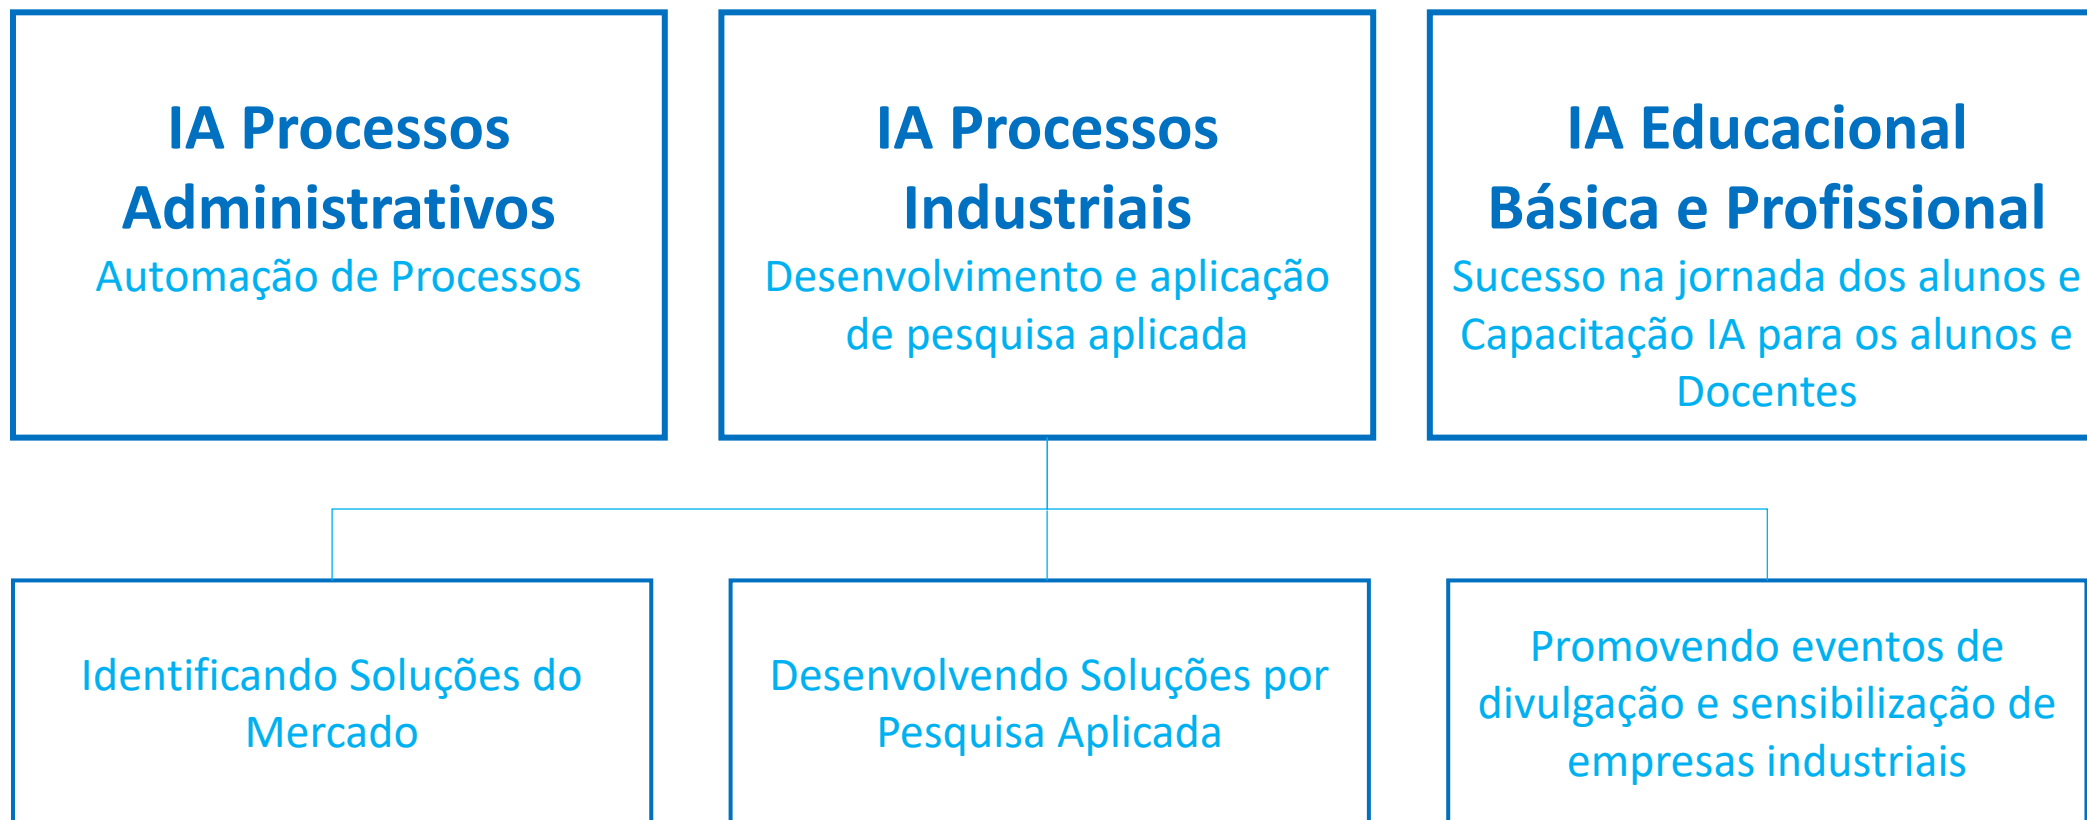 IA Processos
Administrativos
Automação de Processos
IA Processos
Industriais
Desenvolvimento e aplicação
de pesquisa aplicada
IA Educacional
Básica e Profissional
Sucesso na jornada dos alunos e
Capacitação IA para os alunos e
Docentes
Identificando Soluções do
Mercado
Desenvolvendo Soluções por
Pesquisa Aplicada
Promovendo eventos de
divulgação e sensibilização de
empresas industriais